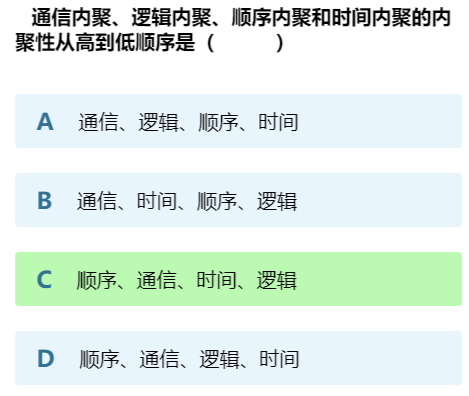 通信内聚、逻辑内聚、顺序内聚和时间内聚的内
聚性从高到低顺序是（　　　）
A 通信、逻辑、顺序、时间
B 通信、时间、顺序、逻辑
C 顺序、通信、时间、逻辑
D 顺序、通信、逻辑、时间